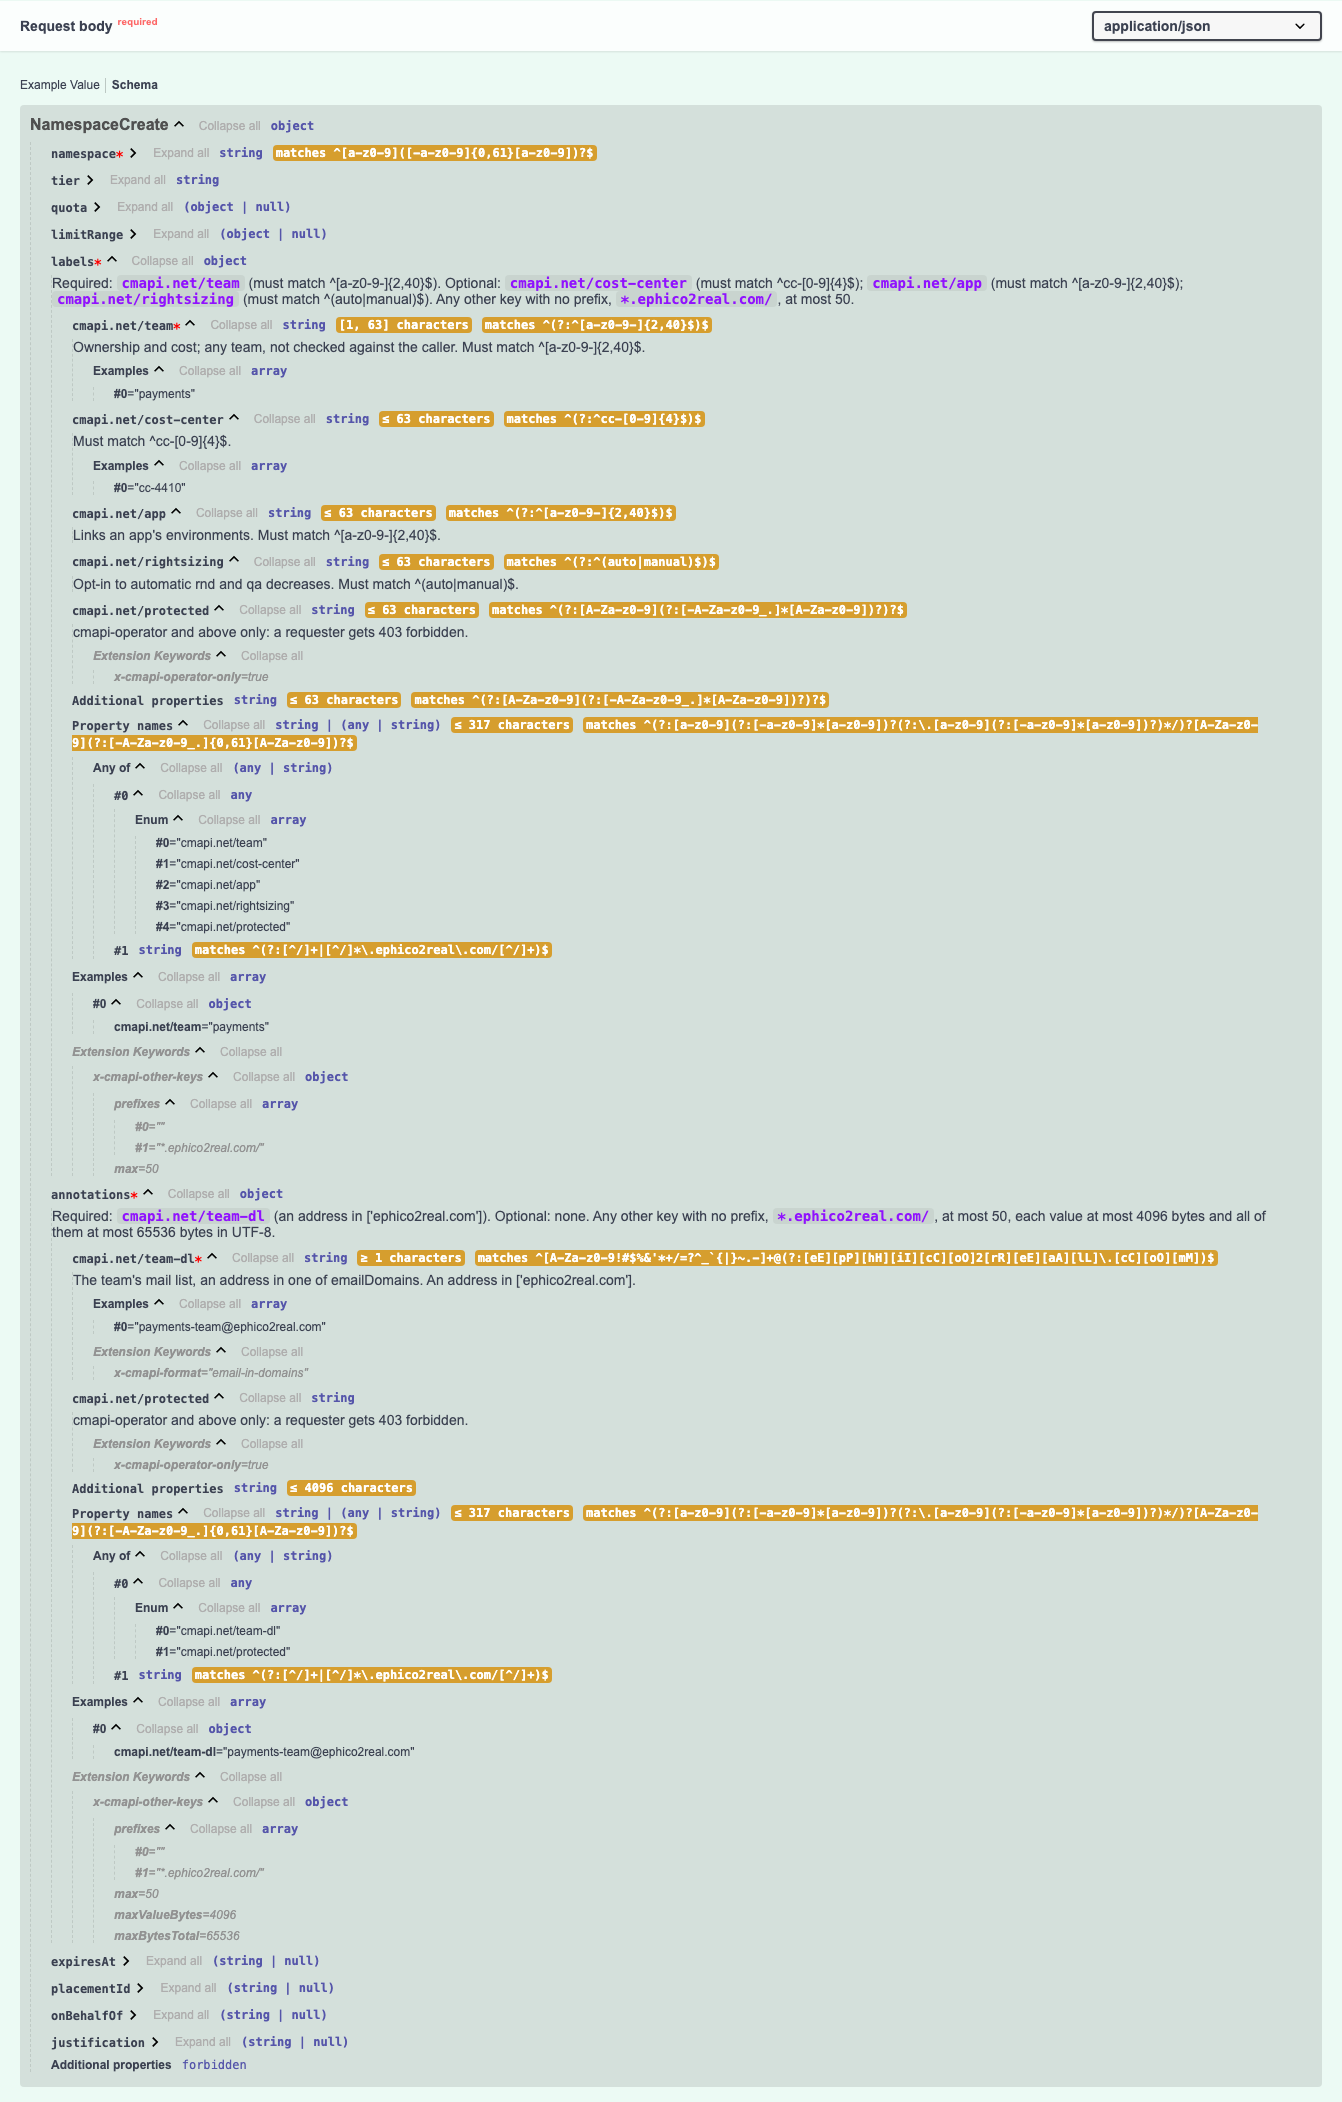 Request body required
application/json
Example Value
Schema
NamespaceCreate Collapse all object
namespace* Expand all string matches ^[a-z0-9]([-a-z0-9]{0,61}[a-z0-9])?$
tier Expand all string
quota Expand all (object | null)
limitRange Expand all (object | null)
labels* Collapse all object
Required: cmapi.net/team (must match ^[a-z0-9-]{2,40}$). Optional: cmapi.net/cost-center (must match ^cc-[0-9]{4}$); cmapi.net/app (must match ^[a-z0-9-]{2,40}$);
cmapi.net/rightsizing (must match ^(auto|manual)$). Any other key with no prefix, *.ephico2real.com/ , at most 50.
cmapi.net/team* Collapse all string [1, 63] characters matches ^(?:^[a-z0-9-]{2,40}$)$
Ownership and cost; any team, not checked against the caller. Must match ^[a-z0-9-]{2,40}$.
Examples Collapse all array
#0="payments"
cmapi.net/cost-center Collapse all string ≤ 63 characters matches ^(?:^cc-[0-9]{4}$)$
Must match ^cc-[0-9]{4}$.
Examples Collapse all array
#0="cc-4410"
cmapi.net/app Collapse all string ≤ 63 characters matches ^(?:^[a-z0-9-]{2,40}$)$
Links an app's environments. Must match ^[a-z0-9-]{2,40}$.
cmapi.net/rightsizing Collapse all string ≤ 63 characters matches ^(?:^(auto|manual)$)$
Opt-in to automatic rnd and qa decreases. Must match ^(auto|manual)$.
cmapi.net/protected Collapse all string ≤ 63 characters matches ^(?:[A-Za-z0-9](?:[-A-Za-z0-9_.]*[A-Za-z0-9])?)?$
cmapi-operator and above only: a requester gets 403 forbidden.
Extension Keywords Collapse all
x-cmapi-operator-only=true
Additional properties string ≤ 63 characters matches ^(?:[A-Za-z0-9](?:[-A-Za-z0-9_.]*[A-Za-z0-9])?)?$
Property names Collapse all string | (any | string) ≤ 317 characters matches ^(?:[a-z0-9](?:[-a-z0-9]*[a-z0-9])?(?:\.[a-z0-9](?:[-a-z0-9]*[a-z0-9])?)*/)?[A-Za-z0-
9](?:[-A-Za-z0-9_.]{0,61}[A-Za-z0-9])?$
Any of Collapse all (any | string)
#0 Collapse all any
Enum Collapse all array
#0="cmapi.net/team"
#1="cmapi.net/cost-center"
#2="cmapi.net/app"
#3="cmapi.net/rightsizing"
#4="cmapi.net/protected"
#1 string matches ^(?:[^/]+|[^/]*\.ephico2real\.com/[^/]+)$
Examples Collapse all array
#0 Collapse all object
cmapi.net/team="payments"
Extension Keywords Collapse all
x-cmapi-other-keys Collapse all object
prefixes Collapse all array
#0=""
#1="*.ephico2real.com/"
max=50
annotations* Collapse all object
Required: cmapi.net/team-dl (an address in ['ephico2real.com']). Optional: none. Any other key with no prefix, *.ephico2real.com/ , at most 50, each value at most 4096 bytes and all of
them at most 65536 bytes in UTF-8.
cmapi.net/team-dl* Collapse all string ≥ 1 characters matches ^[A-Za-z0-9!#$%&'*+/=?^_`{|}~.-]+@(?:[eE][pP][hH][iI][cC][oO]2[rR][eE][aA][lL]\.[cC][oO][mM])$
The team's mail list, an address in one of emailDomains. An address in ['ephico2real.com'].
Examples Collapse all array
#0="payments-team@ephico2real.com"
Extension Keywords Collapse all
x-cmapi-format="email-in-domains"
cmapi.net/protected Collapse all string
cmapi-operator and above only: a requester gets 403 forbidden.
Extension Keywords Collapse all
x-cmapi-operator-only=true
Additional properties string ≤ 4096 characters
Property names Collapse all string | (any | string) ≤ 317 characters matches ^(?:[a-z0-9](?:[-a-z0-9]*[a-z0-9])?(?:\.[a-z0-9](?:[-a-z0-9]*[a-z0-9])?)*/)?[A-Za-z0-
9](?:[-A-Za-z0-9_.]{0,61}[A-Za-z0-9])?$
Any of Collapse all (any | string)
#0 Collapse all any
Enum Collapse all array
#0="cmapi.net/team-dl"
#1="cmapi.net/protected"
#1 string matches ^(?:[^/]+|[^/]*\.ephico2real\.com/[^/]+)$
Examples Collapse all array
#0 Collapse all object
cmapi.net/team-dl="payments-team@ephico2real.com"
Extension Keywords Collapse all
x-cmapi-other-keys Collapse all object
prefixes Collapse all array
#0=""
#1="*.ephico2real.com/"
max=50
maxValueBytes=4096
maxBytesTotal=65536
expiresAt Expand all (string | null)
placementId Expand all (string | null)
onBehalfOf Expand all (string | null)
justification Expand all (string | null)
Additional properties forbidden